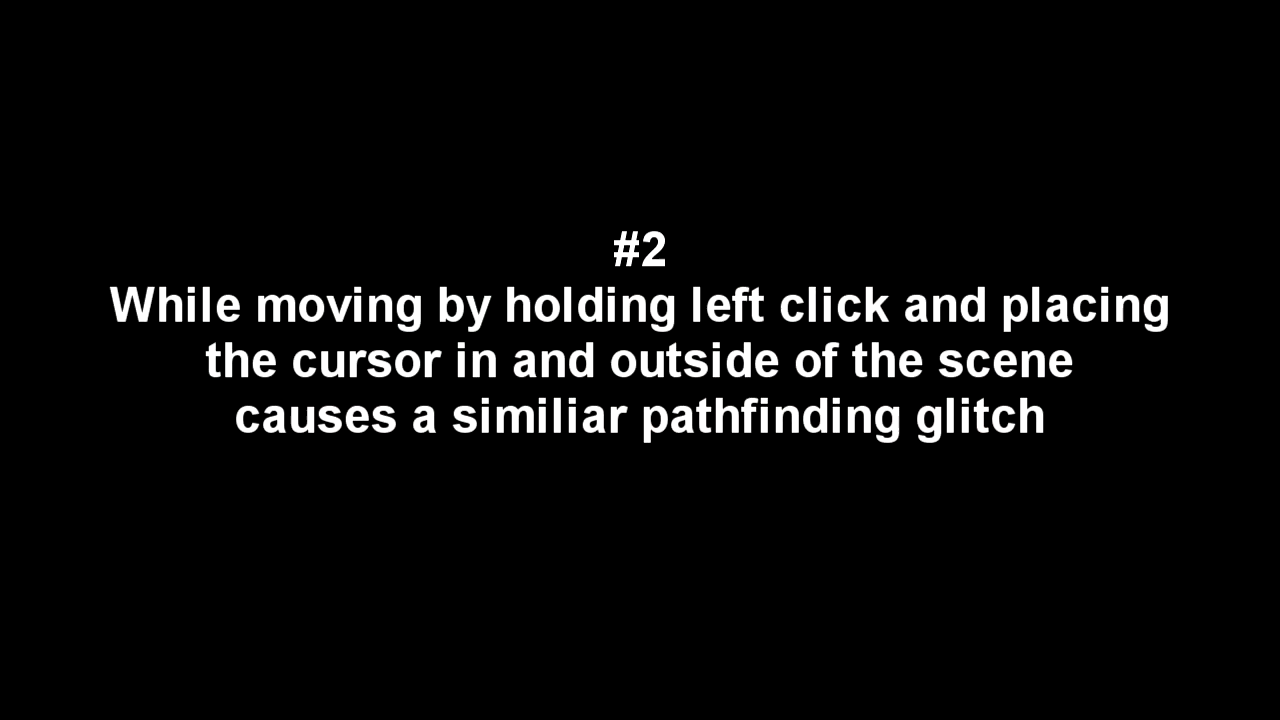 #2
While moving by holding left click and placing
the cursor in and outside of the scene
causes a similiar pathfinding glitch